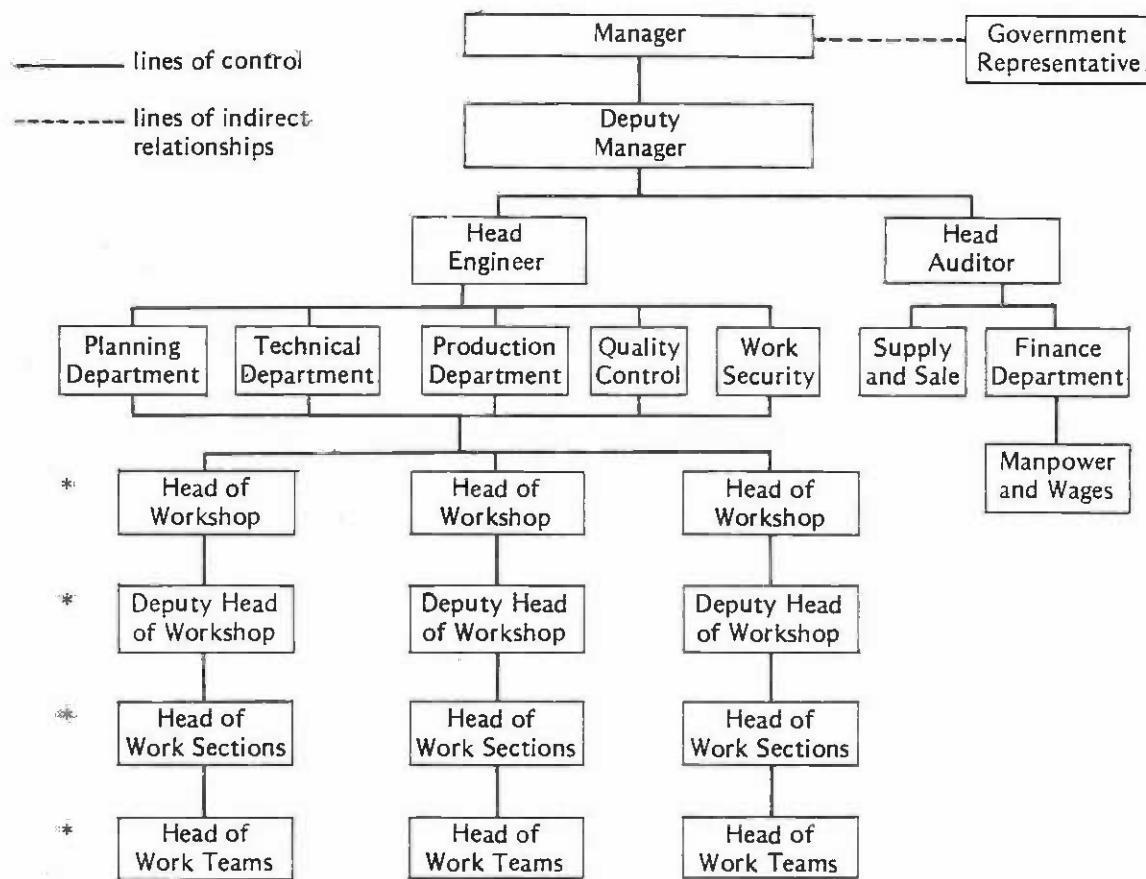 Manager
Government
Representative
lines of control
lines of indirect
relationships
Deputy
Manager
Head
Engineer
Head
Auditor
Planning
Department
Technical
Department
Production
Department
Quality
Control
Work
Security
Supply
and Sale
Finance
Department
Manpower
and Wages
*
Head of
Workshop
Head of
Workshop
Head of
Workshop
*
Deputy Head
of Workshop
Deputy Head
of Workshop
Deputy Head
of Workshop
*
Head of
Work Sections
Head of
Work Sections
Head of
Work Sections
*
Head of
Work Teams
Head of
Work Teams
Head of
Work Teams